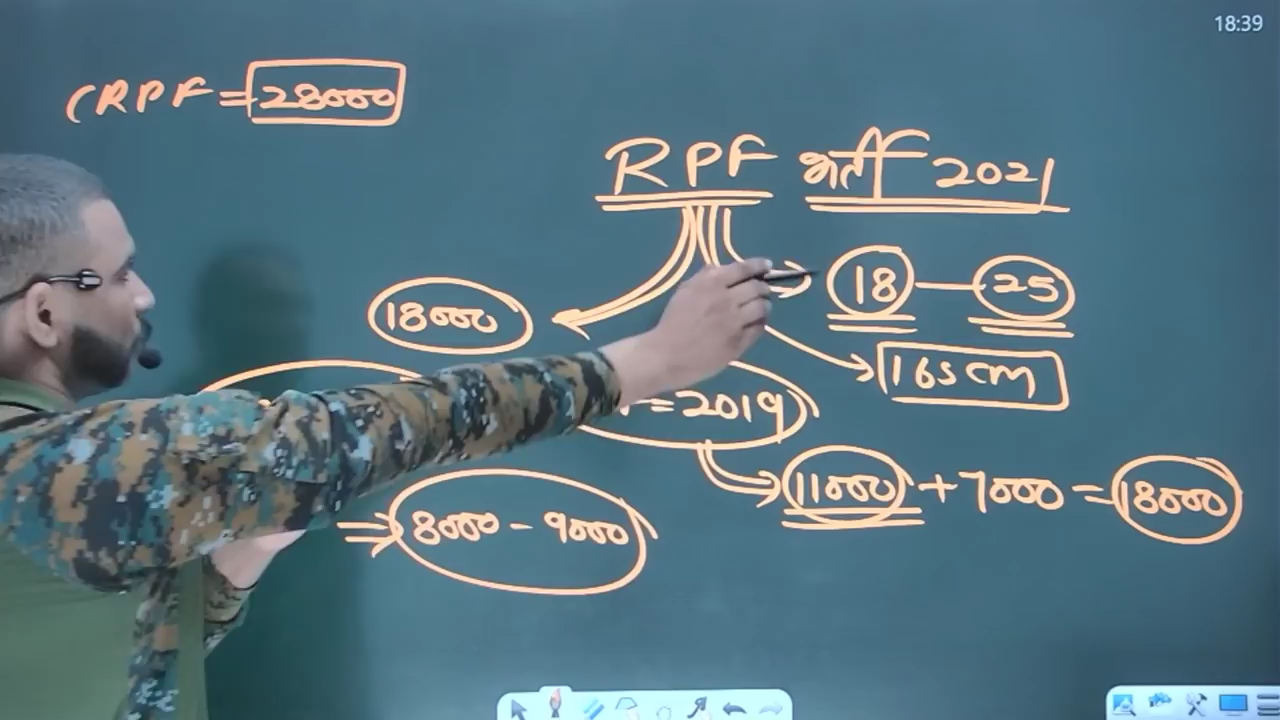 18:39
CRPF = 28000
RPF भर्ती 2021
18000
18 — 25
165 cm
= 2019
11000 + 7000 = 18000
8000 - 9000